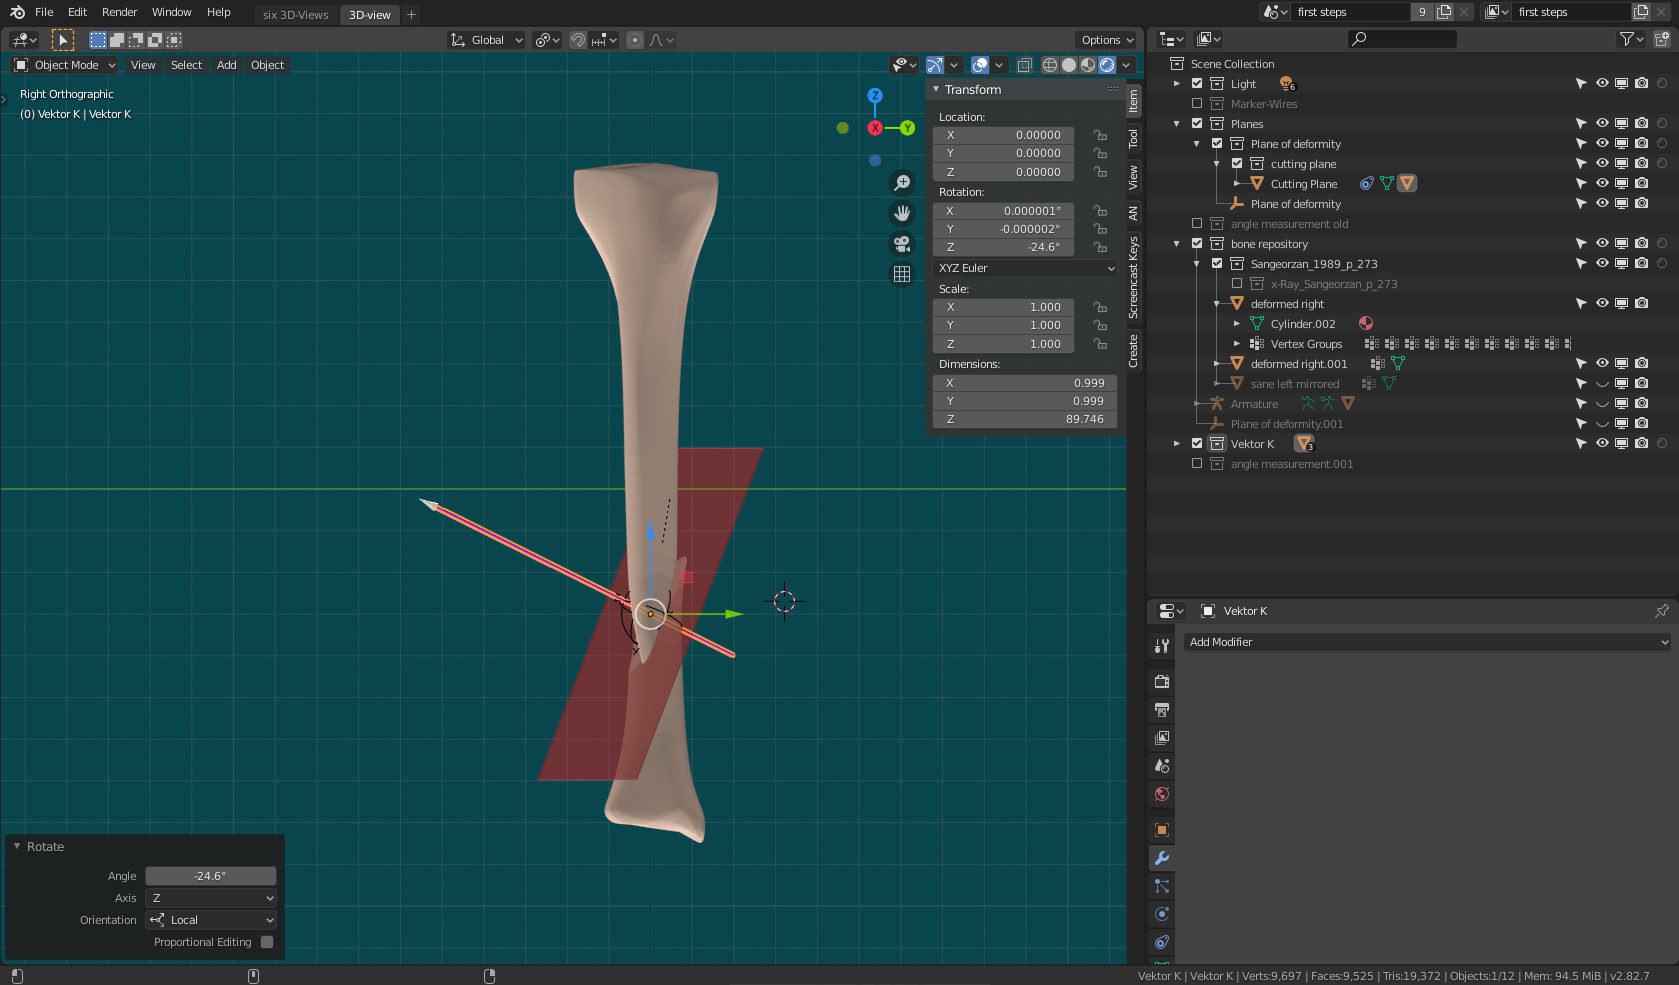 File Edit Render Window Help
six 3D-Views 3D-view +
first steps 9
first steps
Global
Options
Object Mode View Select Add Object
Right Orthographic
(0) Vektor K | Vektor K
Z
X
Y
Transform
Location:
X 0.00000
Y 0.00000
Z 0.00000
Rotation:
X 0.000001°
Y -0.000002°
Z -24.6°
XYZ Euler
Scale:
X 1.000
Y 1.000
Z 1.000
Dimensions:
X 0.999
Y 0.999
Z 89.746
Item
Tool
View
AN
Screencast Keys
Create
Rotate
Angle -24.6°
Axis Z
Orientation Local
Proportional Editing
Scene Collection
Light 6
Marker-Wires
Planes
Plane of deformity
cutting plane
Cutting Plane
Plane of deformity
angle measurement old
bone repository
Sangeorzan_1989_p_273
x-Ray_Sangeorzan_p_273
deformed right
Cylinder.002
Vertex Groups
deformed right.001
sane left mirrored
Armature
Plane of deformity.001
Vektor K 3
angle measurement.001
Vektor K
Add Modifier
Vektor K | Vektor K | Verts:9,697 | Faces:9,525 | Tris:19,372 | Objects:1/12 | Mem: 94.5 MiB | v2.82.7